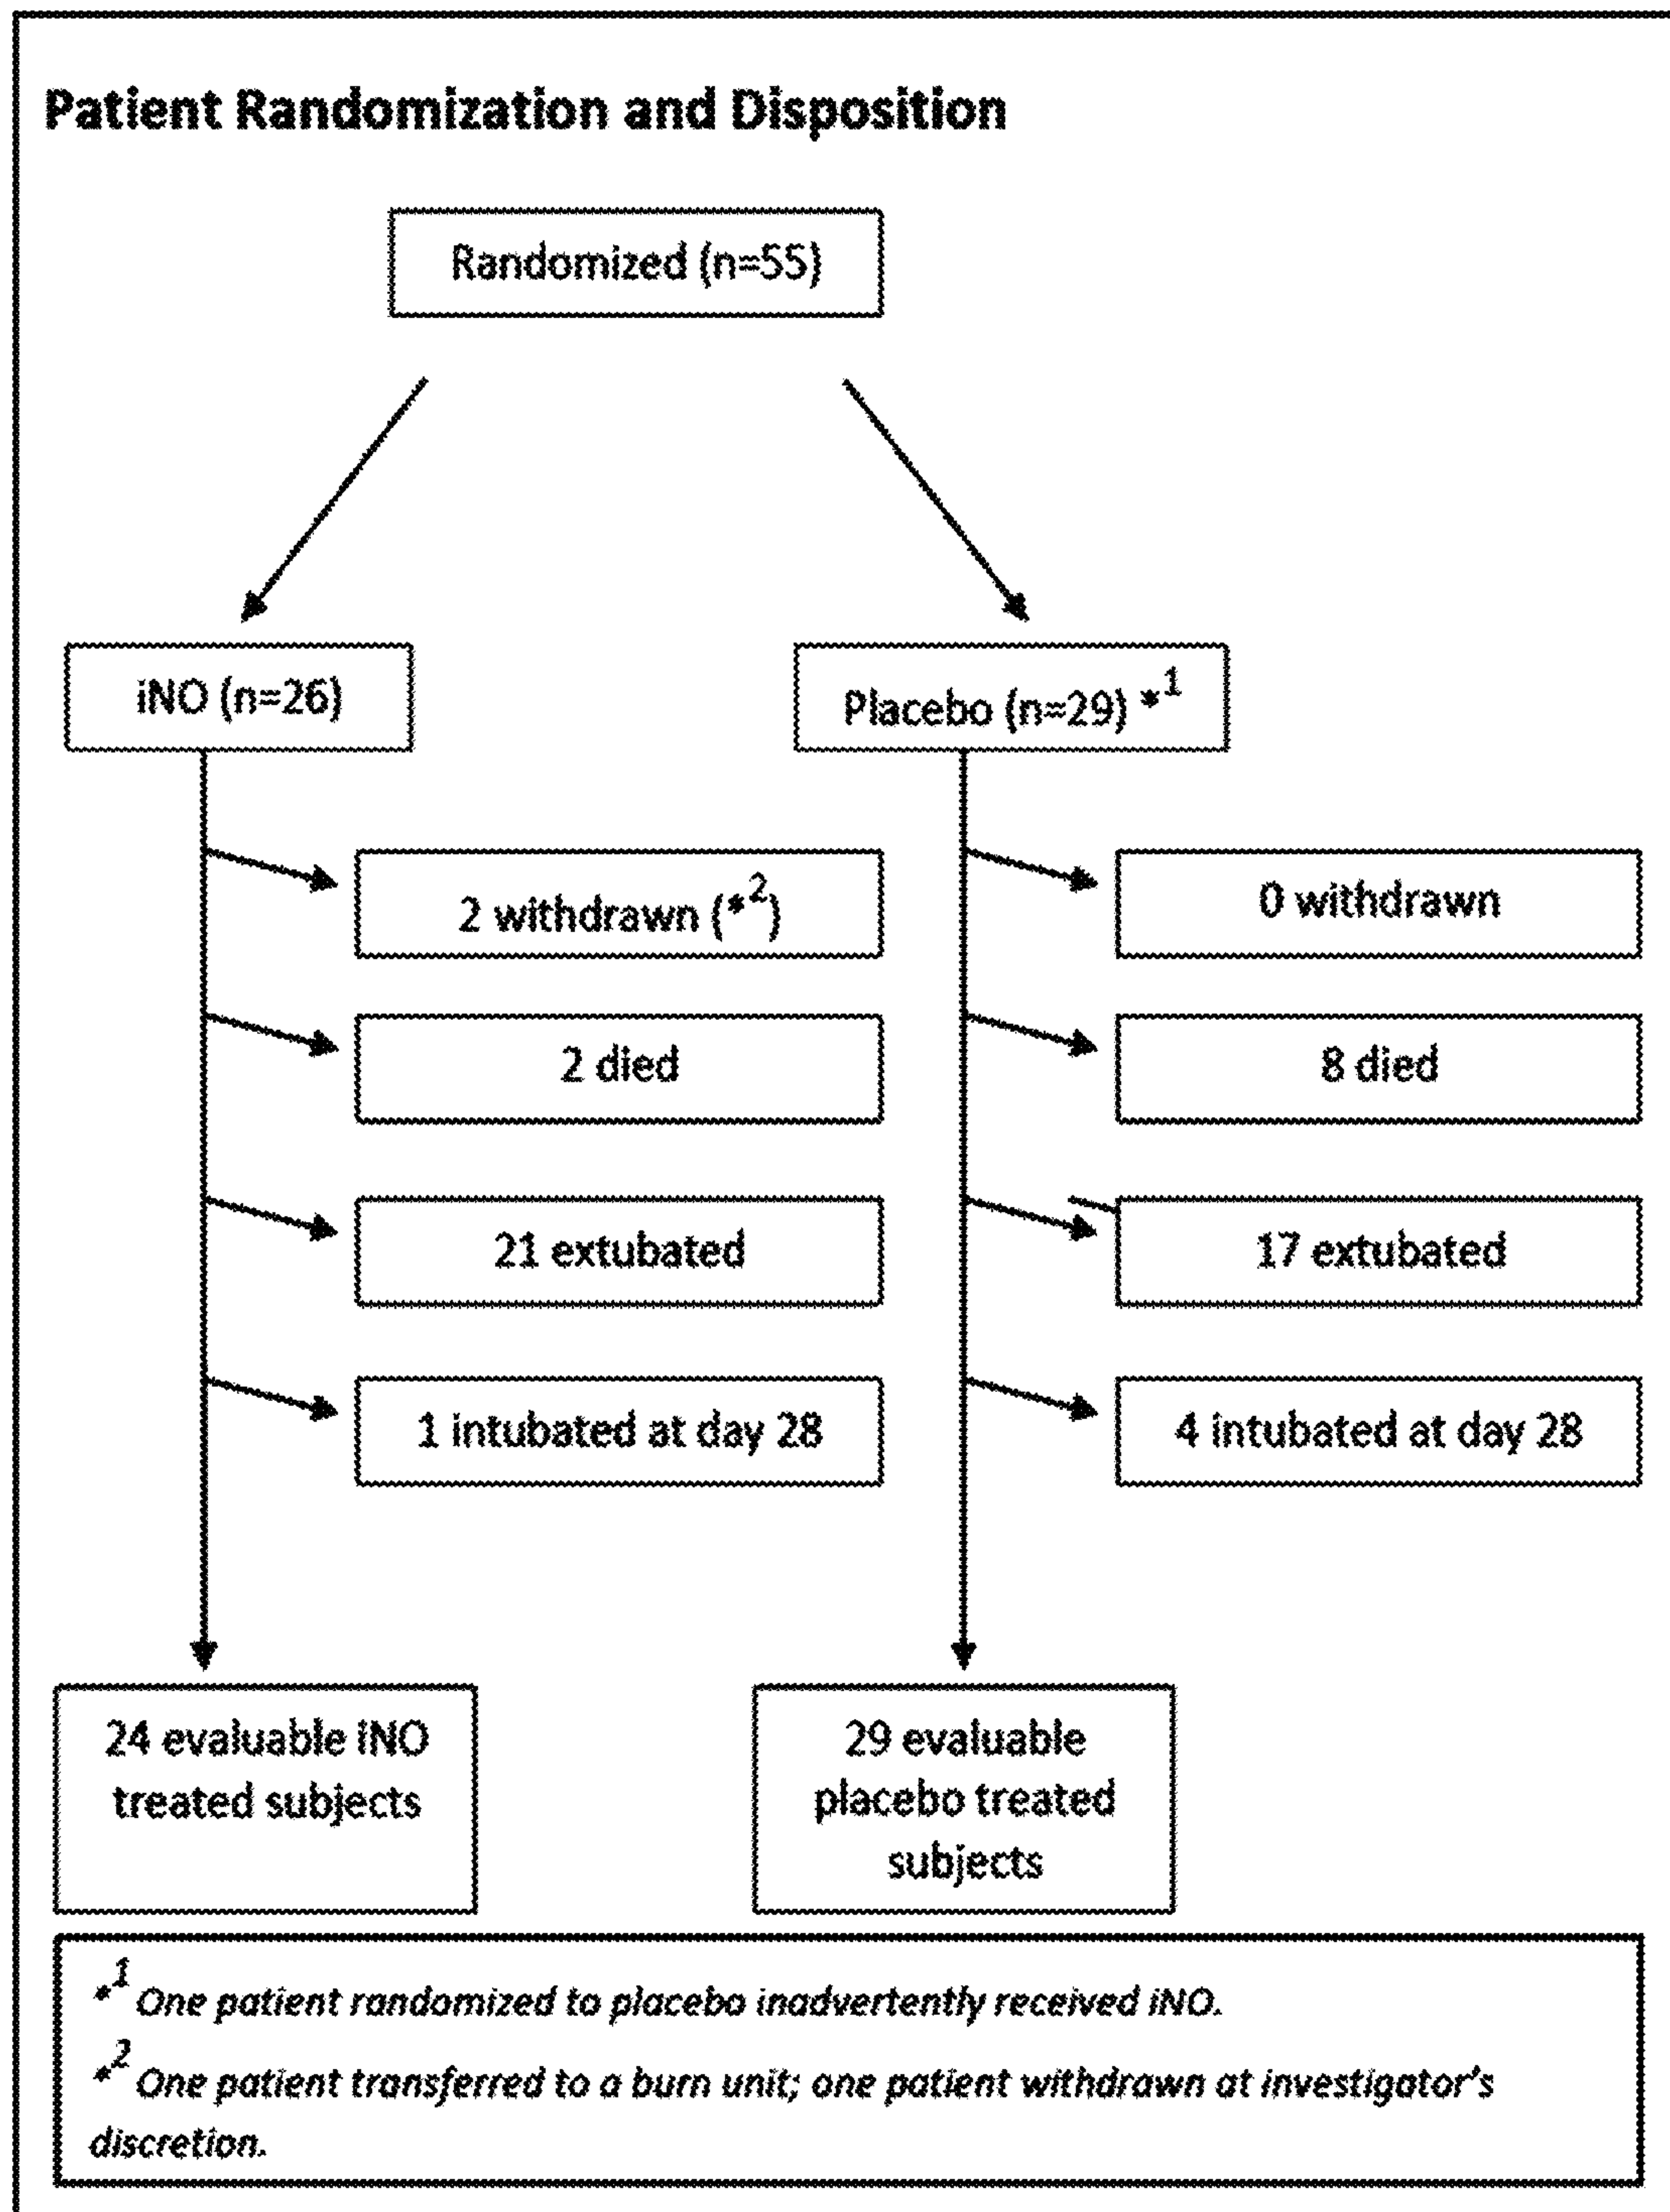 Patient Randomization and Disposition
Randomized (n=55)
iNO (n=26)
Placebo (n=29) *1
2 withdrawn (*2)
0 withdrawn
2 died
8 died
21 extubated
17 extubated
1 intubated at day 28
4 intubated at day 28
24 evaluable iNO
treated subjects
29 evaluable
placebo treated
subjects
*1 One patient randomized to placebo inadvertently received iNO.
*2 One patient transferred to a burn unit; one patient withdrawn at investigator's
discretion.